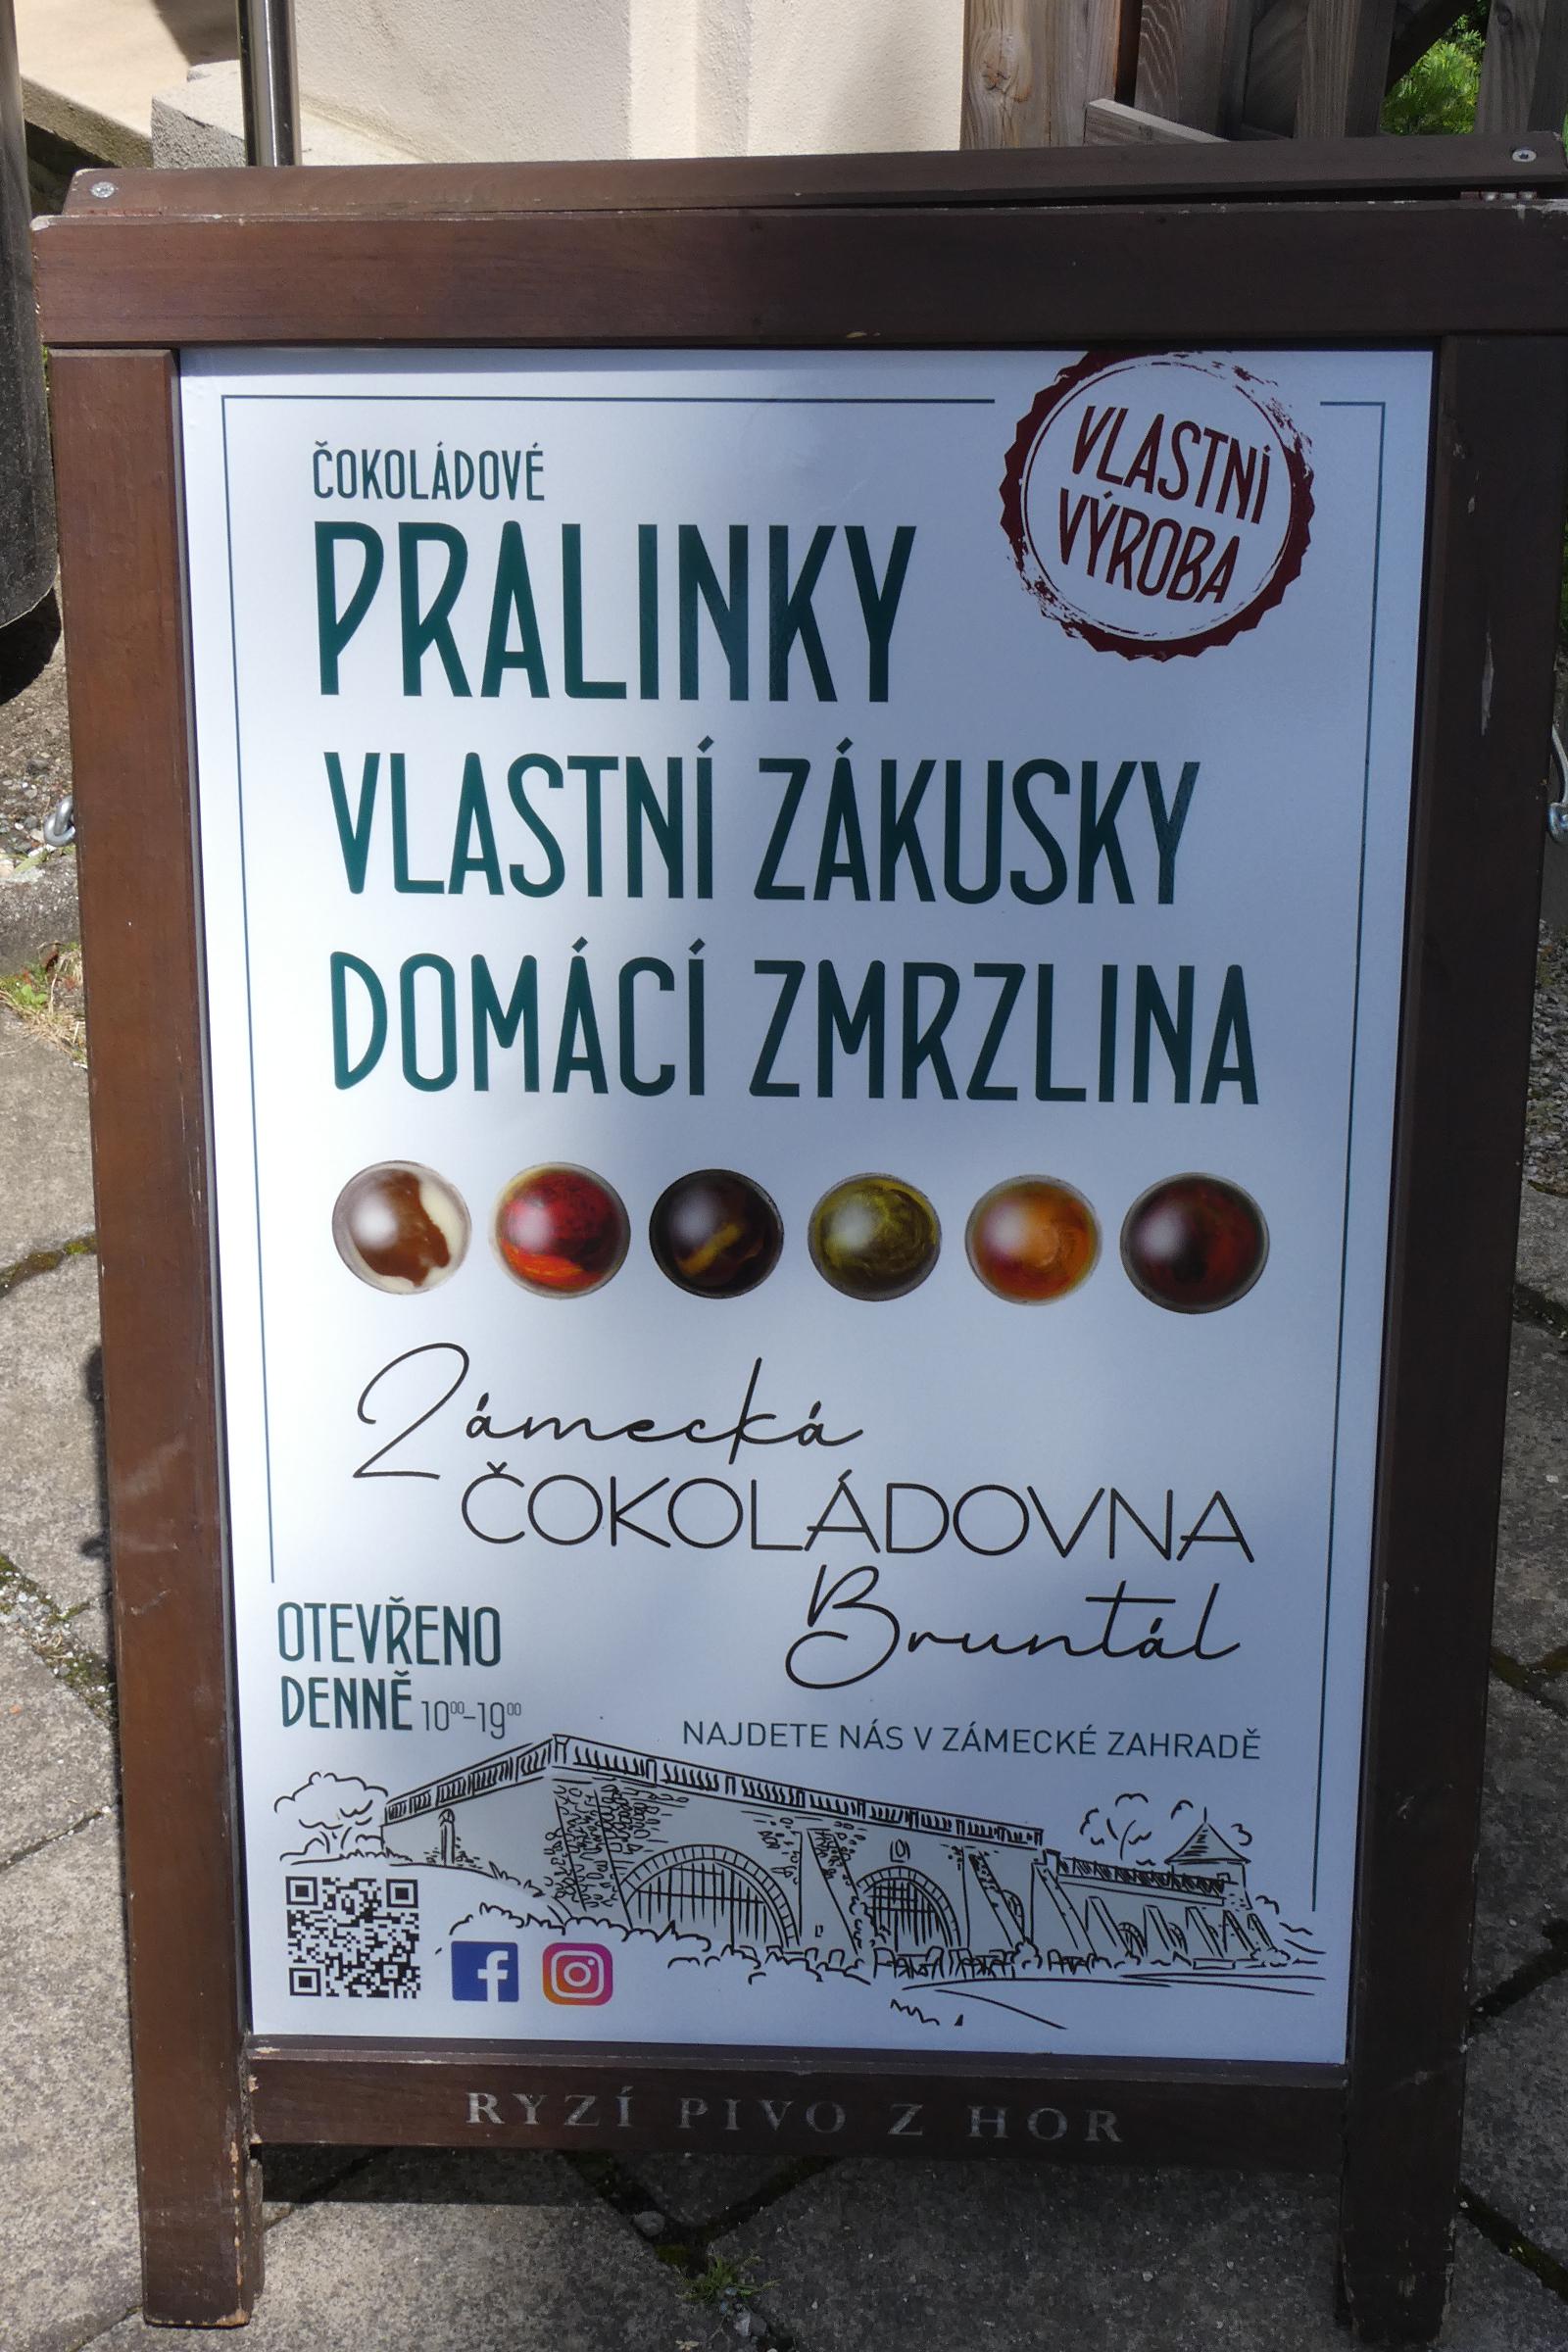 VLASTNÍ
VÝROBA
ČOKOLÁDOVÉ
PRALINKY
VLASTNÍ ZÁKUSKY
DOMÁCÍ ZMRZLINA
Zámecká
ČOKOLÁDOVNA
Bruntál
OTEVŘENO
DENNĚ 10⁰⁰-19⁰⁰
NAJDETE NÁS V ZÁMECKÉ ZAHRADĚ
RYZÍ PIVO Z HOR